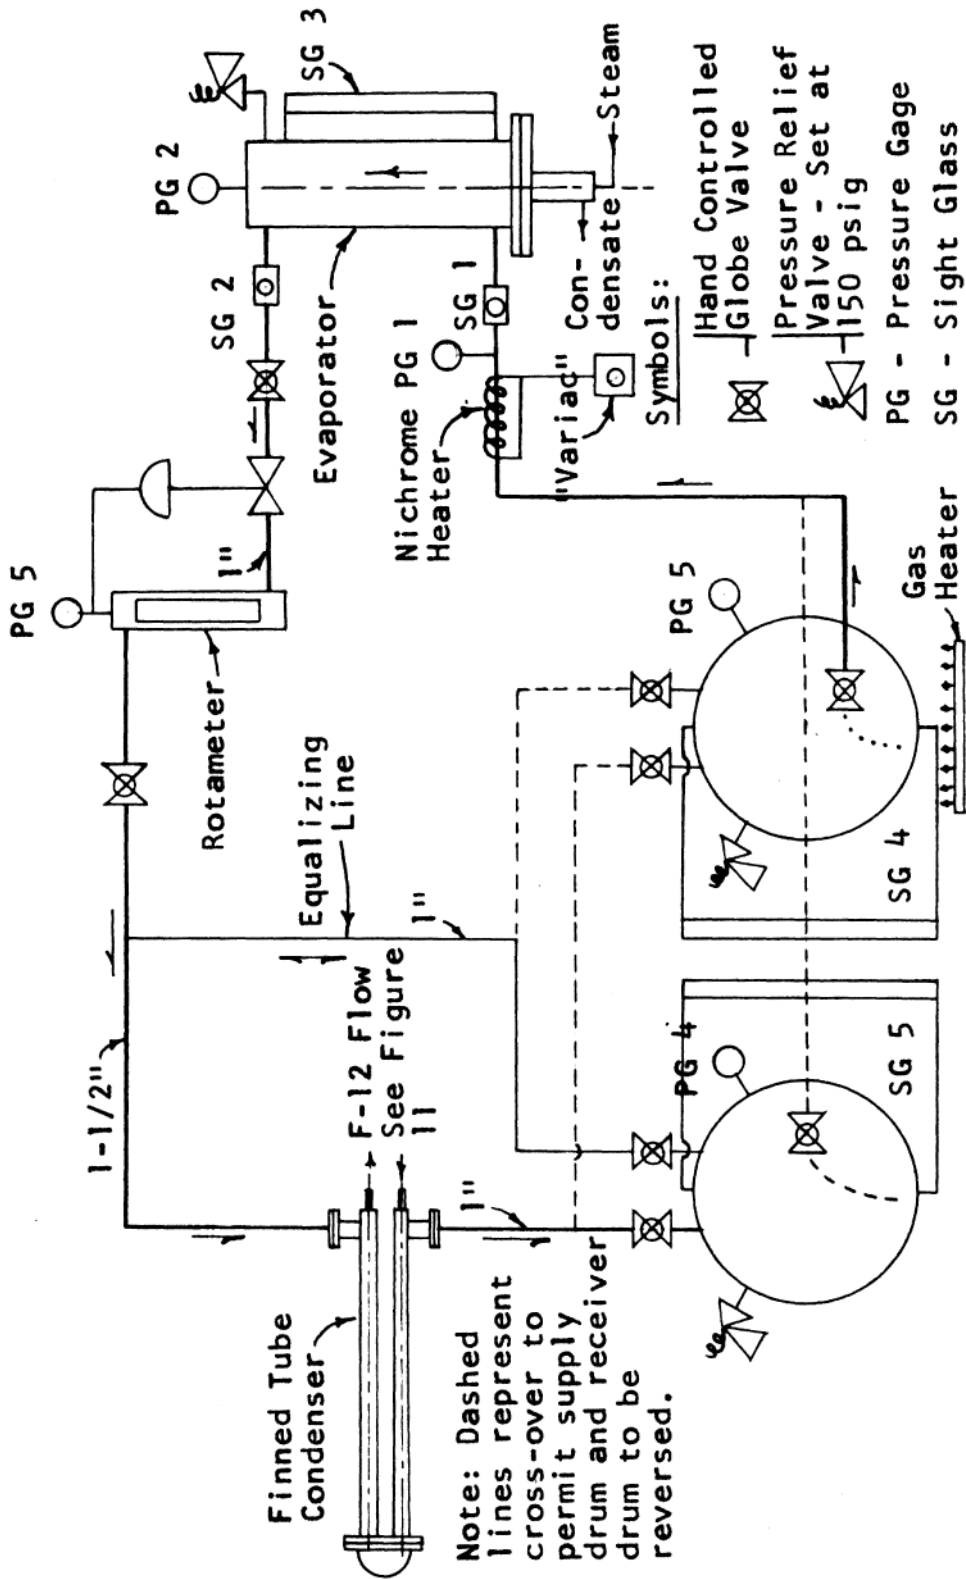 PG 5
PG 2
SG 3
SG 2
1"
Evaporator
Steam
Con-
densate
SG 1
Nichrome PG 1
Heater
"Variac"
Rotameter
1-1/2"
Equalizing
Line
1"
F-12 Flow
See Figure
11
Finned Tube
Condenser
1"
Note: Dashed
lines represent
cross-over to
permit supply
drum and receiver
drum to be
reversed.
PG 4
SG 5
PG 5
SG 4
Gas
Heater
Symbols:
Hand Controlled
Globe Valve
Pressure Relief
Valve - Set at
150 psig
PG - Pressure Gage
SG - Sight Glass